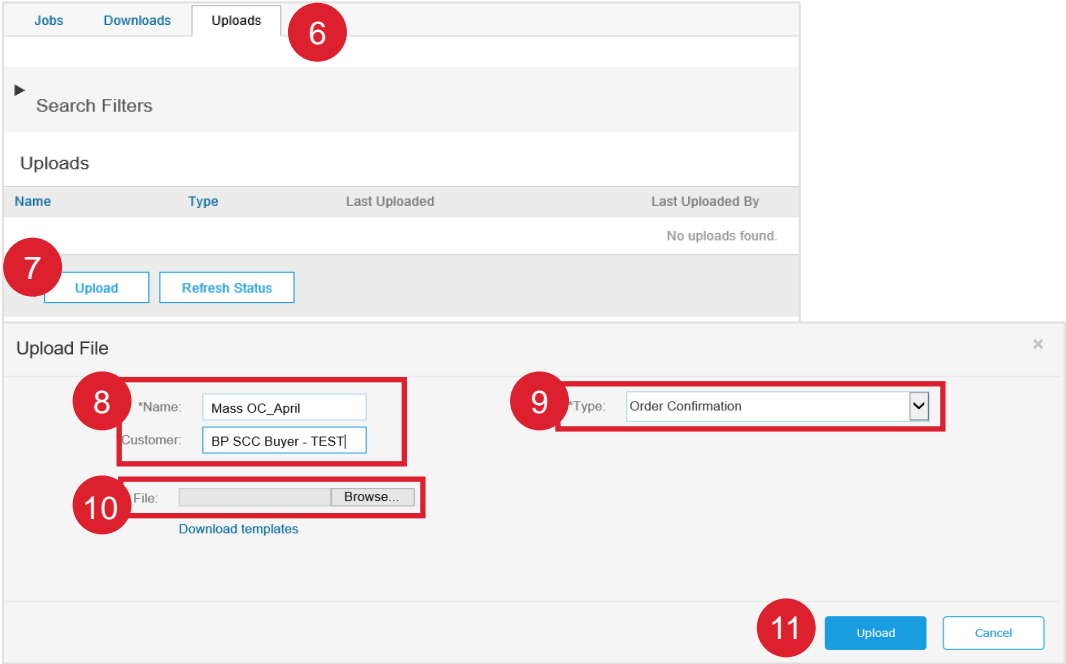 Jobs Downloads Uploads 6
Search Filters
Uploads
Name Type Last Uploaded Last Uploaded By
No uploads found.
7 Upload Refresh Status
Upload File ×
8 *Name: Mass OC_April 9 *Type: Order Confirmation
Customer: BP SCC Buyer - TEST
10 File: Browse...
Download templates
11 Upload Cancel